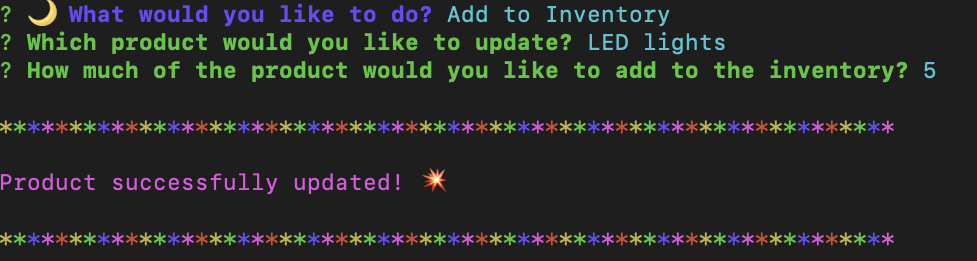 ? 🌙 What would you like to do? Add to Inventory
? Which product would you like to update? LED lights
? How much of the product would you like to add to the inventory? 5
****************************************************************
Product successfully updated! 💥
****************************************************************